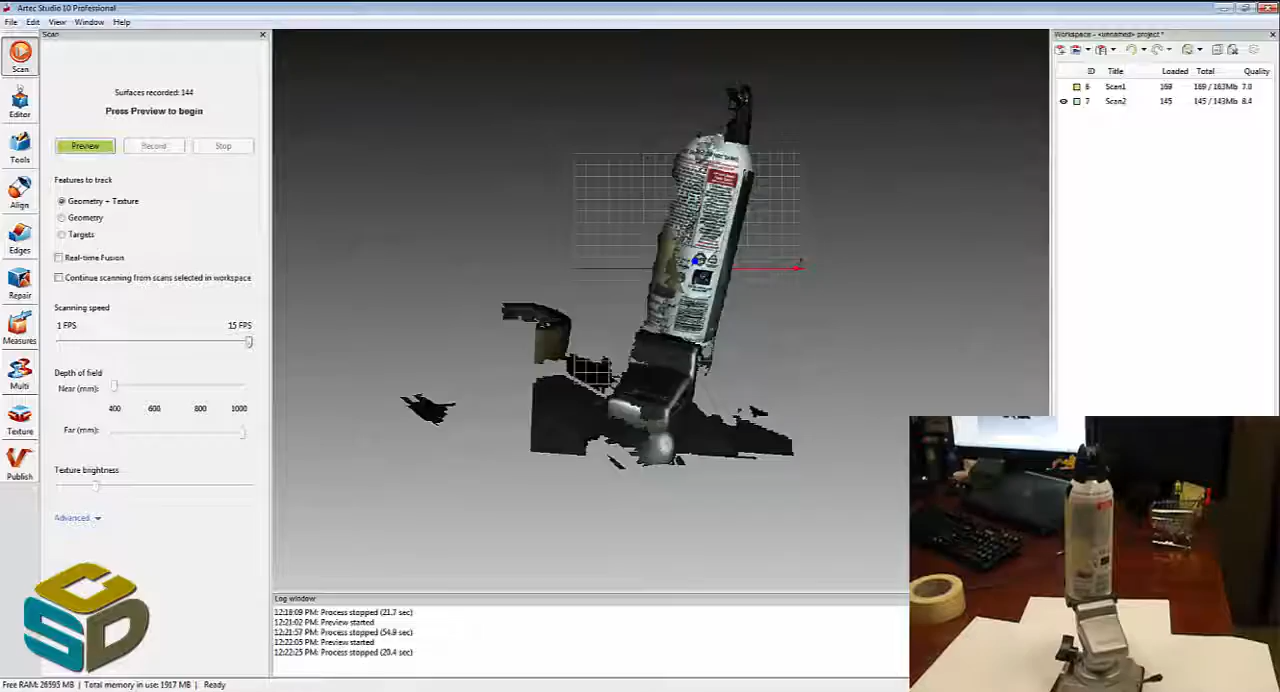 Artec Studio 10 Professional
File Edit View Window Help
Scan
Workspace - <unnamed> project *
Scan
Editor
Tools
Align
Edges
Repair
Measures
Multi
Texture
Publish
Surfaces recorded: 144
Press Preview to begin
Preview Record Stop
Features to track
Geometry + Texture
Geometry
Targets
Real-time Fusion
Continue scanning from scans selected in workspace
Scanning speed
1 FPS 15 FPS
Depth of field
Near (mm):
400 600 800 1000
Far (mm):
Texture brightness
Advanced
ID Title Loaded Total Quality
6 Scan1 169 169 / 163Mb 7.0
7 Scan2 145 145 / 143Mb 8.4
CSD
Log window
12:18:09 PM: Process stopped (21.7 sec)
12:21:02 PM: Preview started
12:21:57 PM: Process stopped (54.9 sec)
12:22:05 PM: Preview started
12:22:25 PM: Process stopped (20.4 sec)
Free RAM: 26595 MB | Total memory in use: 1917 MB | Ready